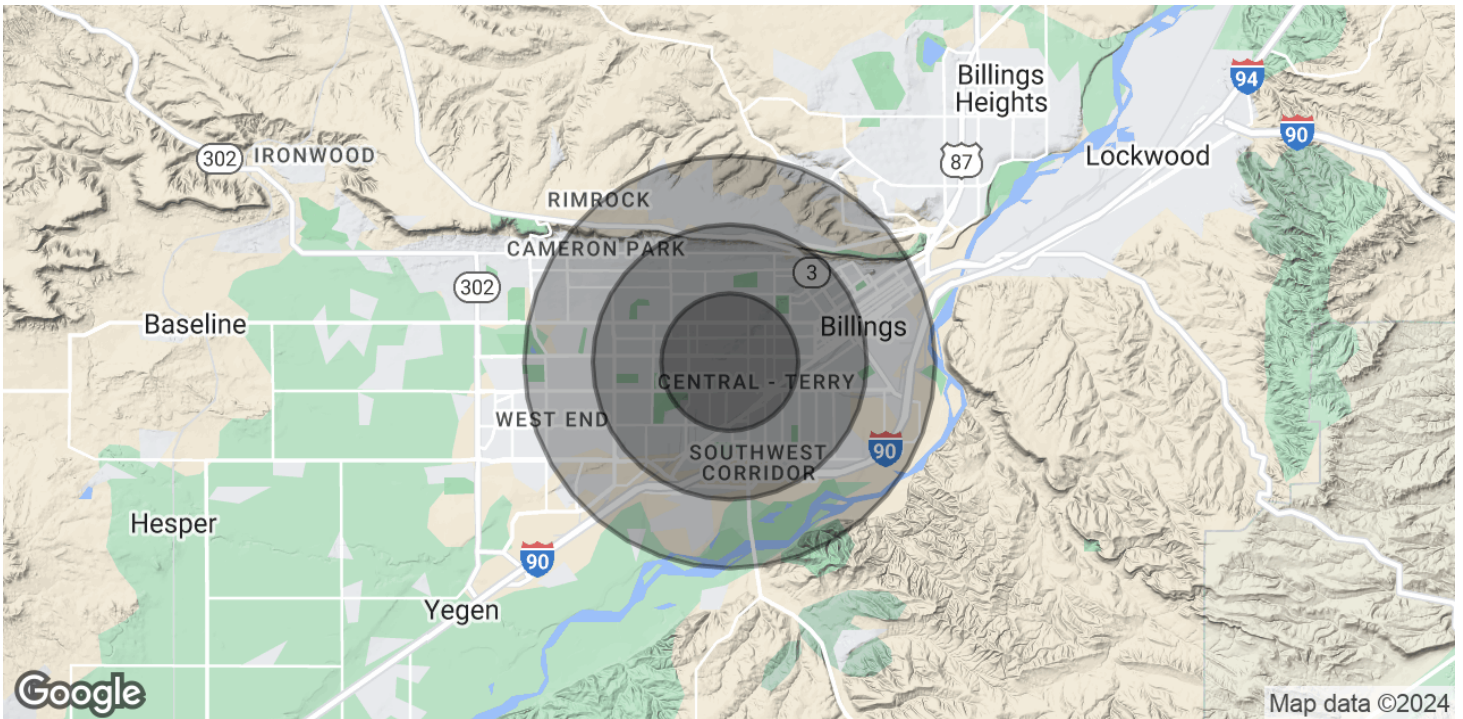 Billings
Heights
94
90
87
Lockwood
302
IRONWOOD
RIMROCK
CAMERON PARK
3
302
Baseline
Billings
CENTRAL - TERRY
WEST END
SOUTHWEST
CORRIDOR
90
Hesper
90
Yegen
Google
Map data ©2024